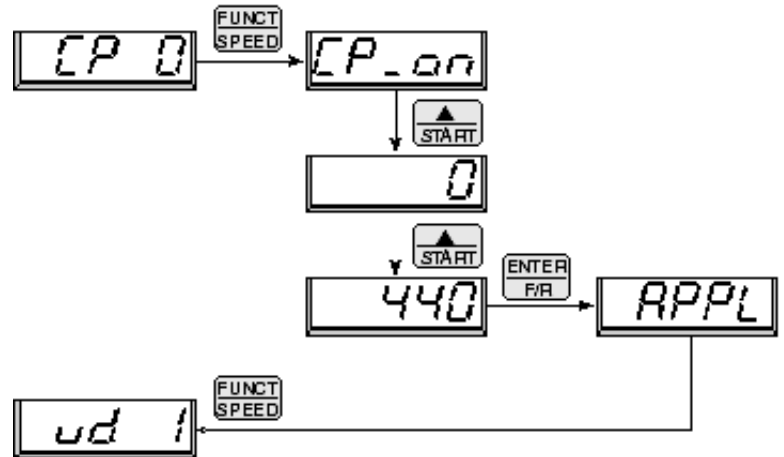 FUNCT
SPEED
CP 0
CP_on
START
0
START
440
ENTER
F/R
APPL
FUNCT
SPEED
ud 1